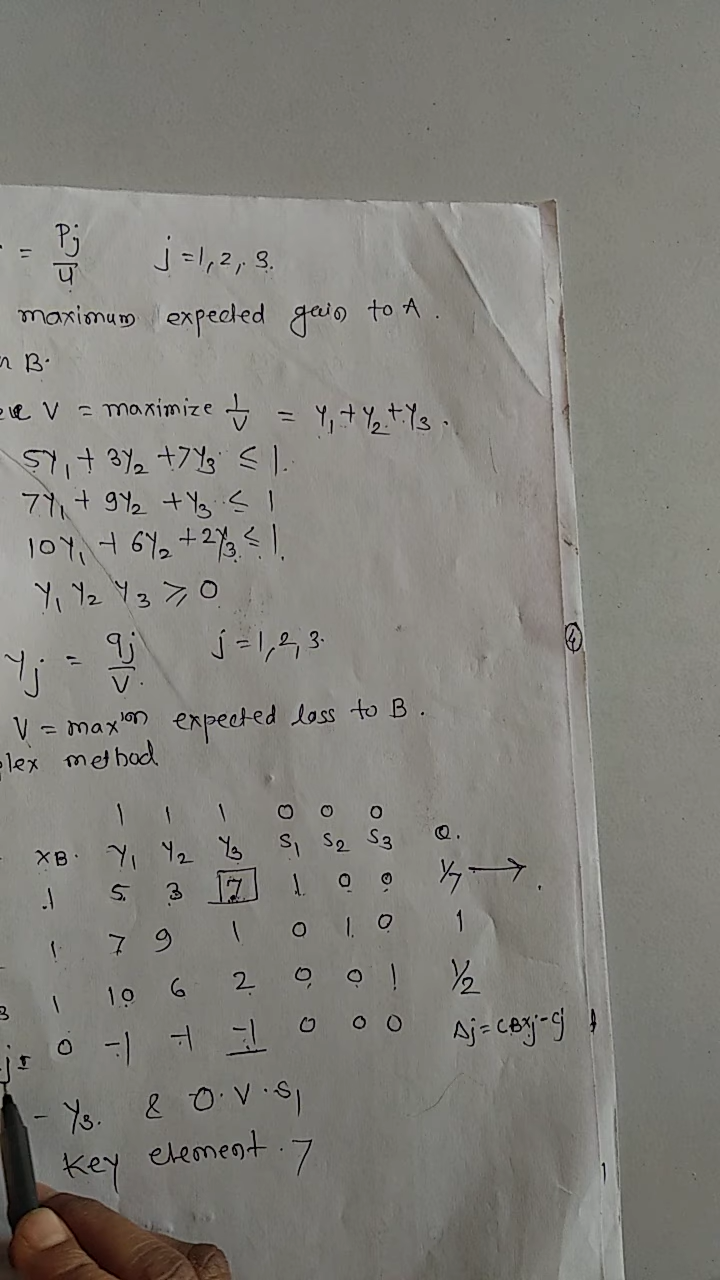 = Pj/u j = 1, 2, 3.
maximum expected gain to A.
B.
V = maximize 1/V = Y₁ + Y₂ + Y₃.
5Y₁ + 3Y₂ + 7Y₃ ≤ 1.
7Y₁ + 9Y₂ + Y₃ ≤ 1
10Y₁ + 6Y₂ + 2Y₃ ≤ 1.
Y₁ Y₂ Y₃ ≥ 0
Yj = qj/V. j = 1, 2, 3.
④
V = maxⁱᵒⁿ expected loss to B.
lex method
1 1 1 0 0 0
XB. Y₁ Y₂ Y₃ S₁ S₂ S₃ Q.
1 5 3 7 1 0 0 1/7 →
1 7 9 1 0 1 0 1
3 1 10 6 2 0 0 1 1/2
j = 0 -1 -1 -1 0 0 0 Δj = CBXj - Cj
- Y₃. & O.V.S₁
Key element. 7